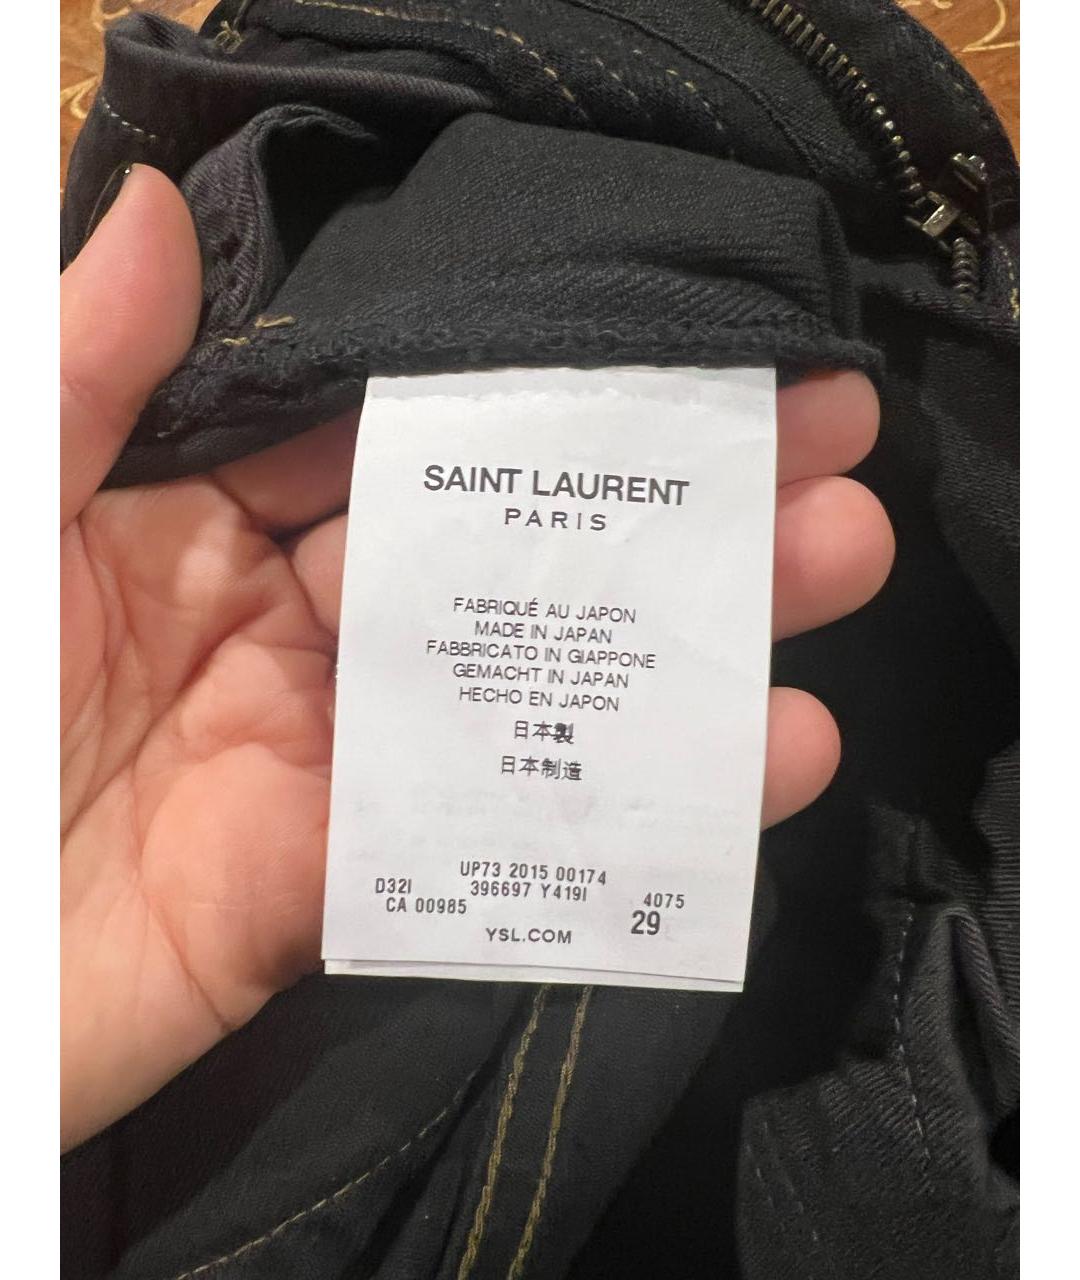 SAINT LAURENT
PARIS
FABRIQUÉ AU JAPON
MADE IN JAPAN
FABBRICATO IN GIAPPONE
GEMACHT IN JAPAN
HECHO EN JAPON
日本製
日本制造
UP73 2015 00174
D32I 396697 Y419I 4075
CA 00985 29
YSL.COM